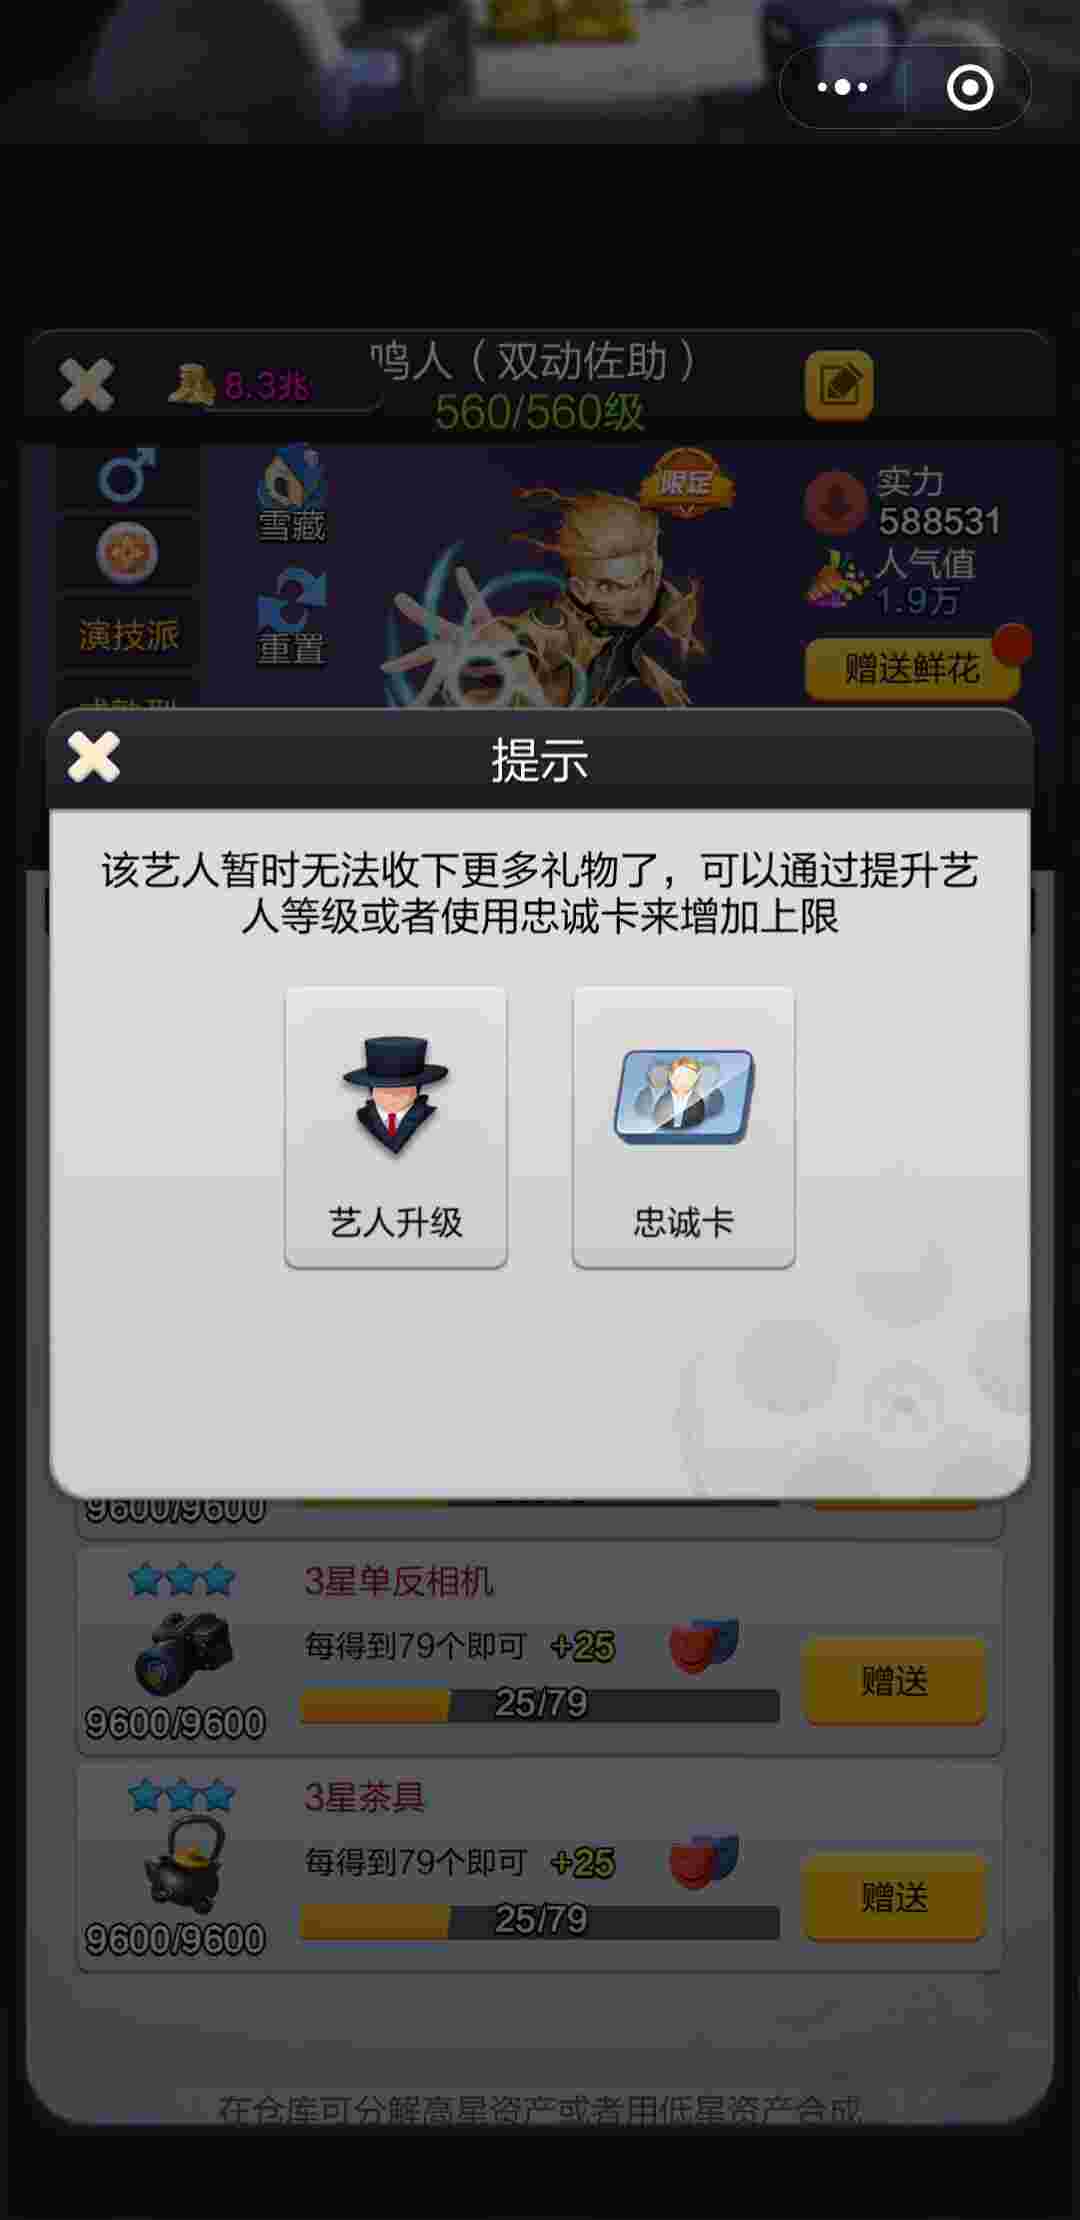 鸣人（双动佐助）
8.3兆
560/560级
限定
实力
588531
雪藏
人气值
1.9万
演技派
重置
赠送鲜花
提示
该艺人暂时无法收下更多礼物了，可以通过提升艺
人等级或者使用忠诚卡来增加上限
艺人升级
忠诚卡
9600/9600
3星单反相机
每得到79个即可 +25
赠送
25/79
9600/9600
3星茶具
每得到79个即可 +25
赠送
25/79
9600/9600
在仓库可分解高星资产或者用低星资产合成